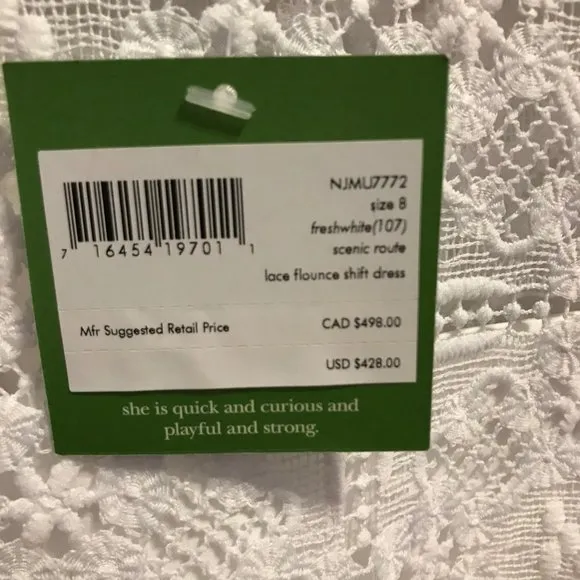 NJMU7772
size 8
freshwhite(107)
scenic route
lace flounce shift dress
7 16454 19701 1
Mfr Suggested Retail Price CAD $498.00
USD $428.00
she is quick and curious and
playful and strong.